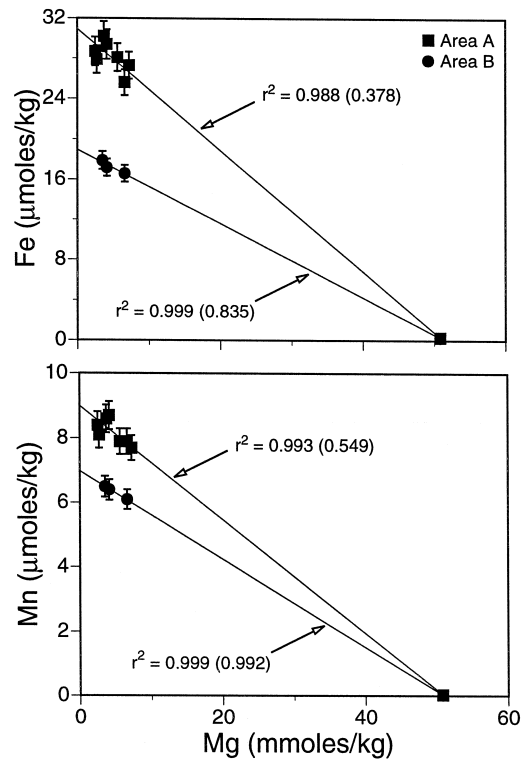 32
24
16
8
0
Fe (μmoles/kg)
Area A
Area B
r² = 0.988 (0.378)
r² = 0.999 (0.835)
10
8
6
4
2
0
Mn (μmoles/kg)
r² = 0.993 (0.549)
r² = 0.999 (0.992)
0 20 40 60
Mg (mmoles/kg)